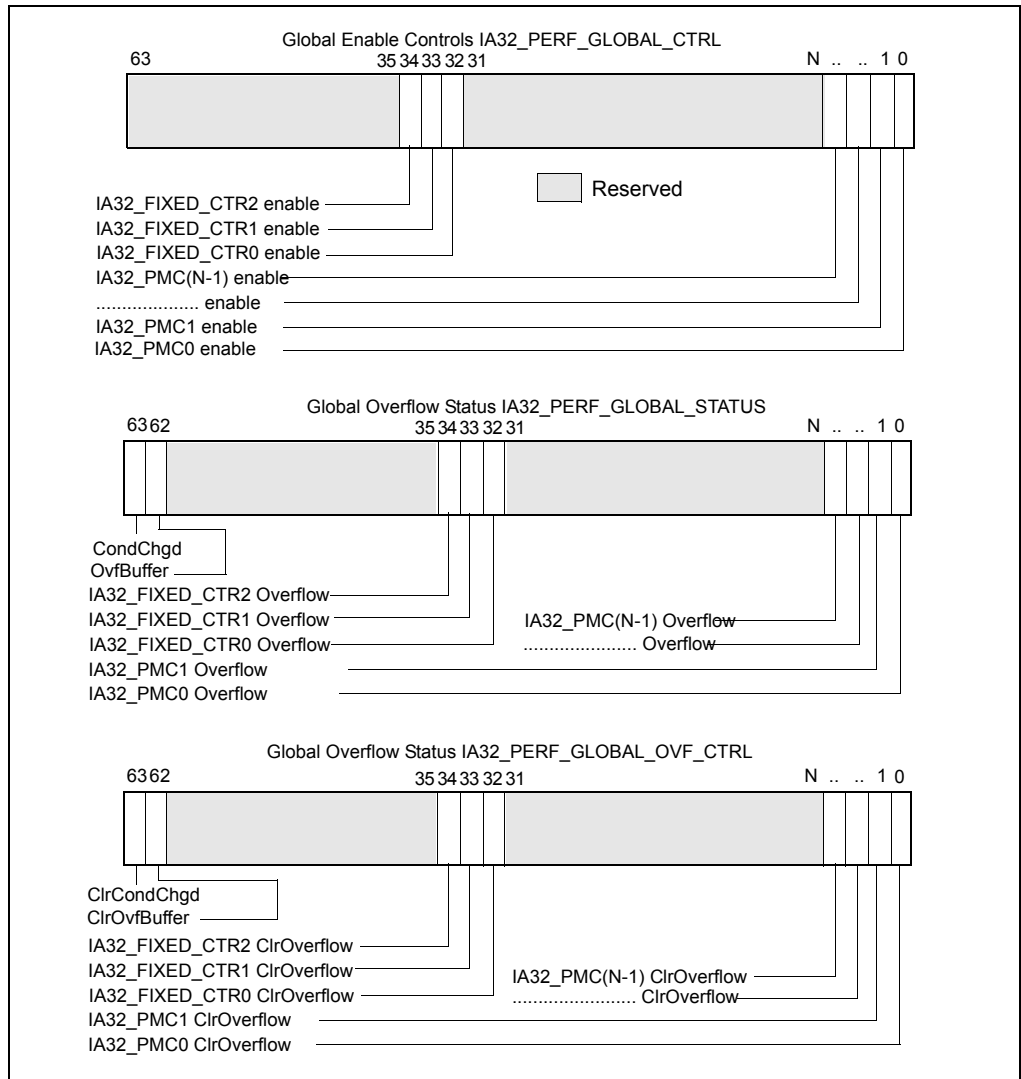 Global Enable Controls IA32_PERF_GLOBAL_CTRL
63 35 34 33 32 31 N .. .. 1 0
Reserved
IA32_FIXED_CTR2 enable
IA32_FIXED_CTR1 enable
IA32_FIXED_CTR0 enable
IA32_PMC(N-1) enable
.................... enable
IA32_PMC1 enable
IA32_PMC0 enable
Global Overflow Status IA32_PERF_GLOBAL_STATUS
63 62 35 34 33 32 31 N .. .. 1 0
CondChgd
OvfBuffer
IA32_FIXED_CTR2 Overflow
IA32_FIXED_CTR1 Overflow IA32_PMC(N-1) Overflow
IA32_FIXED_CTR0 Overflow ...................... Overflow
IA32_PMC1 Overflow
IA32_PMC0 Overflow
Global Overflow Status IA32_PERF_GLOBAL_OVF_CTRL
63 62 35 34 33 32 31 N .. .. 1 0
ClrCondChgd
ClrOvfBuffer
IA32_FIXED_CTR2 ClrOverflow
IA32_FIXED_CTR1 ClrOverflow IA32_PMC(N-1) ClrOverflow
IA32_FIXED_CTR0 ClrOverflow ........................ ClrOverflow
IA32_PMC1 ClrOverflow
IA32_PMC0 ClrOverflow